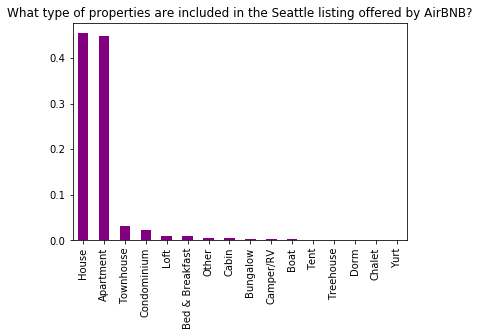 What type of properties are included in the Seattle listing offered by AirBNB?
0.4
0.3
0.2
0.1
0.0
House
Apartment
Townhouse
Condominium
Loft
Bed & Breakfast
Other
Cabin
Bungalow
Camper/RV
Boat
Tent
Treehouse
Dorm
Chalet
Yurt